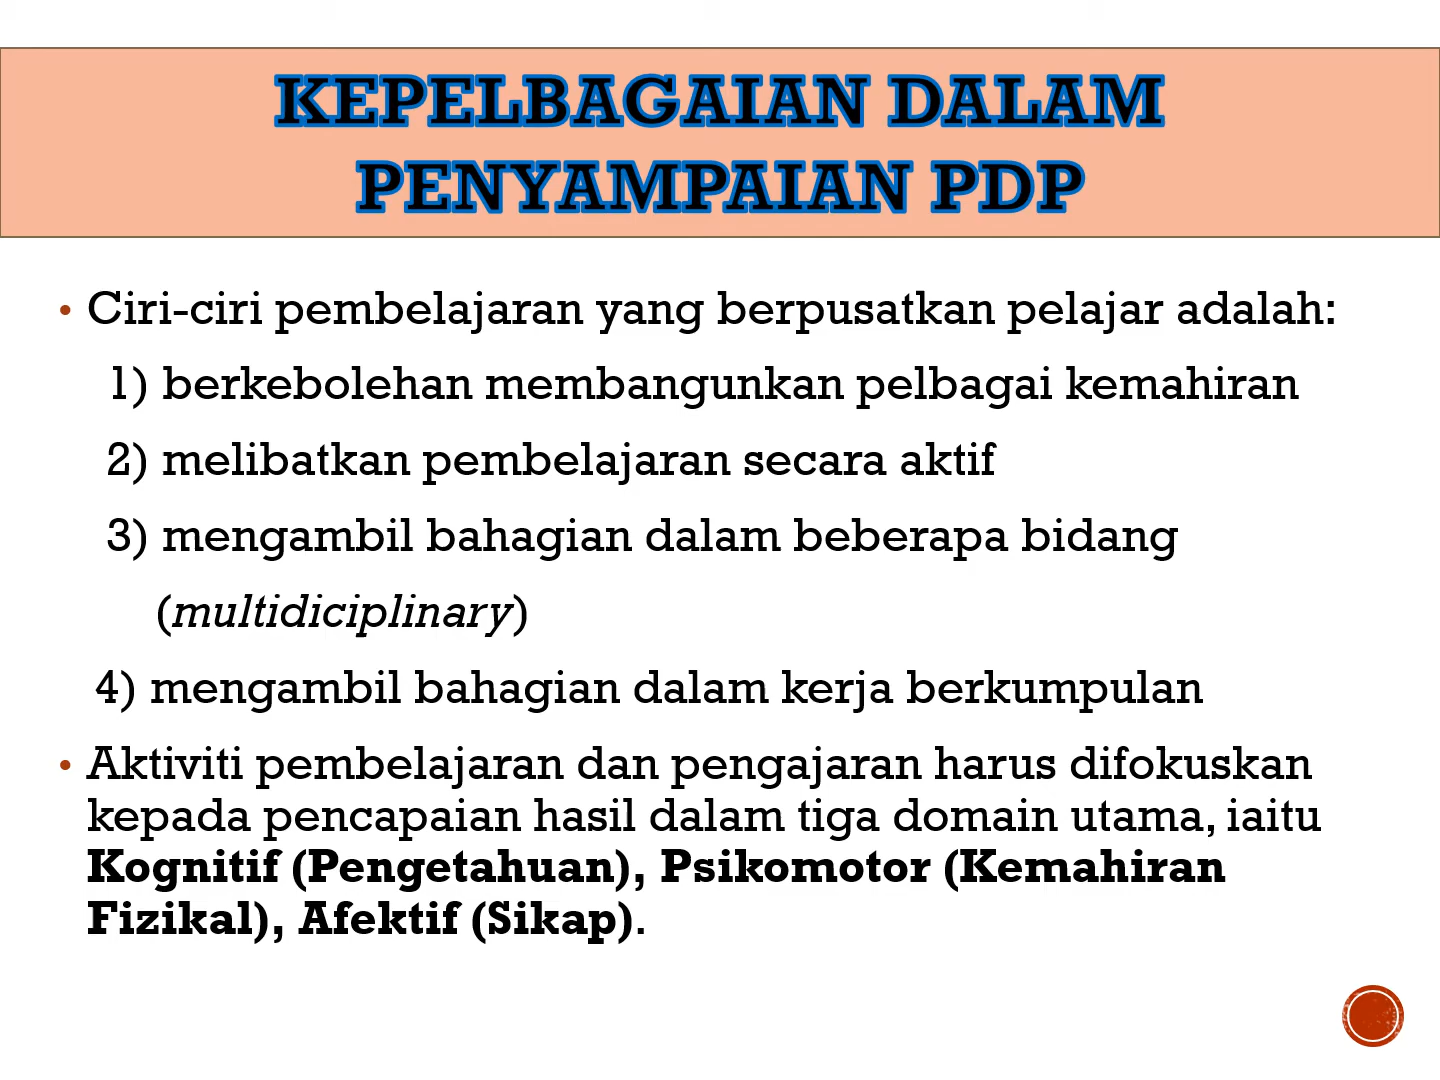 KEPELBAGAIAN DALAM
PENYAMPAIAN PDP
• Ciri-ciri pembelajaran yang berpusatkan pelajar adalah:
1) berkebolehan membangunkan pelbagai kemahiran
2) melibatkan pembelajaran secara aktif
3) mengambil bahagian dalam beberapa bidang
(multidiciplinary)
4) mengambil bahagian dalam kerja berkumpulan
• Aktiviti pembelajaran dan pengajaran harus difokuskan
kepada pencapaian hasil dalam tiga domain utama, iaitu
Kognitif (Pengetahuan), Psikomotor (Kemahiran
Fizikal), Afektif (Sikap).